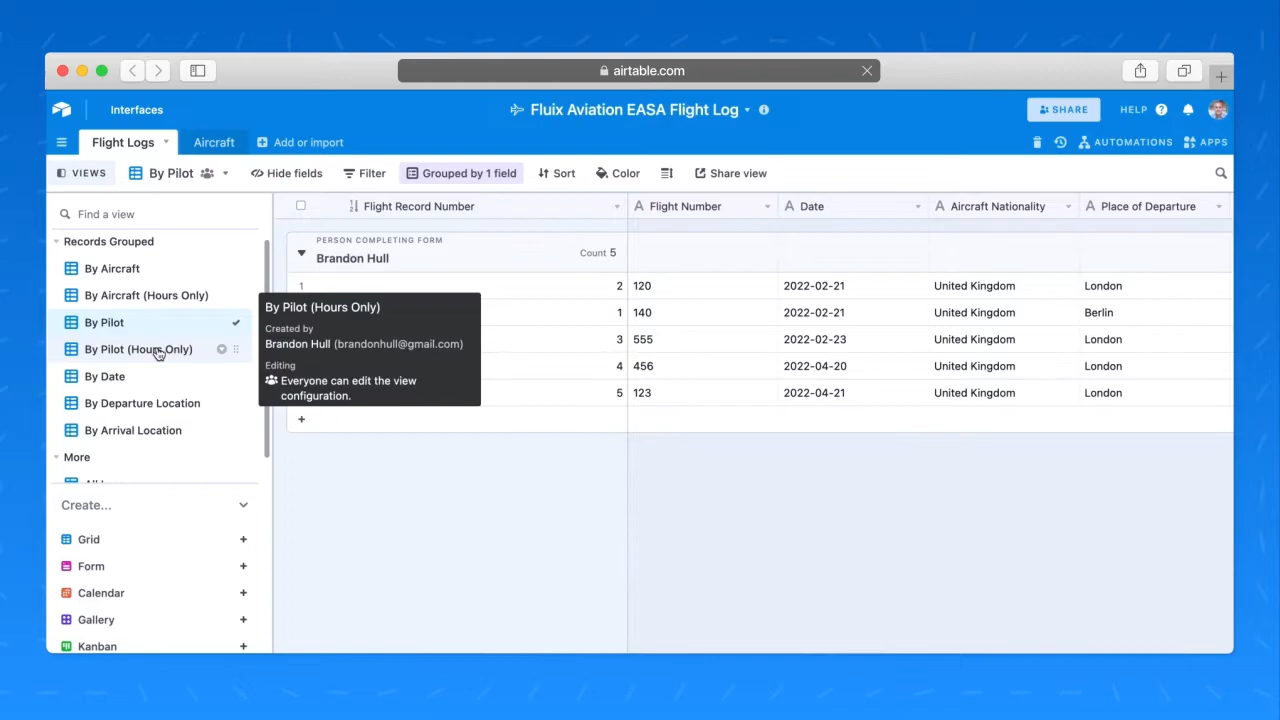 airtable.com
Interfaces
Fluix Aviation EASA Flight Log
SHARE
HELP
Flight Logs
Aircraft
Add or import
AUTOMATIONS
APPS
VIEWS
By Pilot
Hide fields
Filter
Grouped by 1 field
Sort
Color
Share view
Find a view
Flight Record Number
Flight Number
Date
Aircraft Nationality
Place of Departure
Records Grouped
By Aircraft
By Aircraft (Hours Only)
By Pilot
By Pilot (Hours Only)
By Date
By Departure Location
By Arrival Location
More
Create...
Grid
Form
Calendar
Gallery
Kanban
PERSON COMPLETING FORM
Brandon Hull
Count 5
1
2 120 2022-02-21 United Kingdom London
1 140 2022-02-21 United Kingdom Berlin
3 555 2022-02-23 United Kingdom London
4 456 2022-04-20 United Kingdom London
5 123 2022-04-21 United Kingdom London
By Pilot (Hours Only)
Created by
Brandon Hull (brandonhull@gmail.com)
Editing
Everyone can edit the view
configuration.